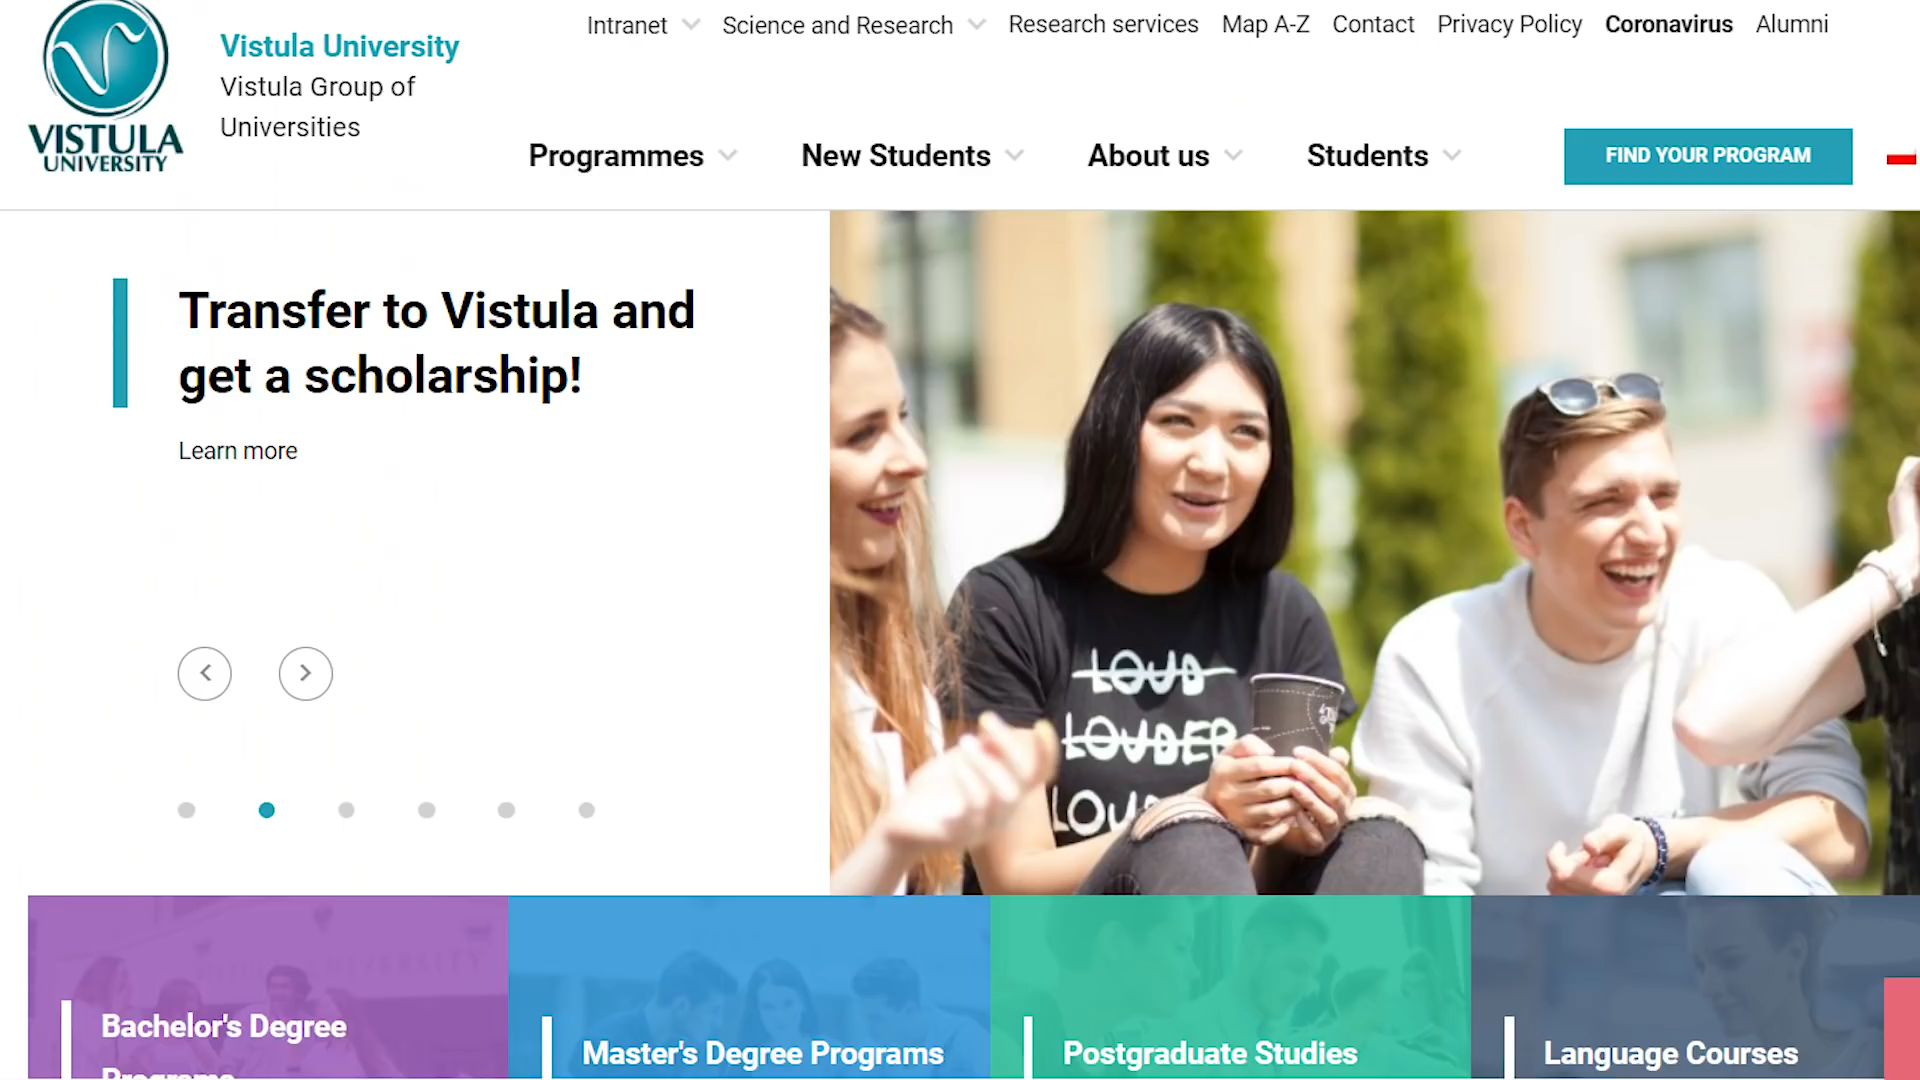 VISTULA
UNIVERSITY
Vistula University
Vistula Group of
Universities
Intranet
Science and Research
Research services
Map A-Z
Contact
Privacy Policy
Coronavirus
Alumni
Programmes
New Students
About us
Students
FIND YOUR PROGRAM
Transfer to Vistula and
get a scholarship!
Learn more
LOUD
LOUDER
Bachelor's Degree
Programs
Master's Degree Programs
Postgraduate Studies
Language Courses